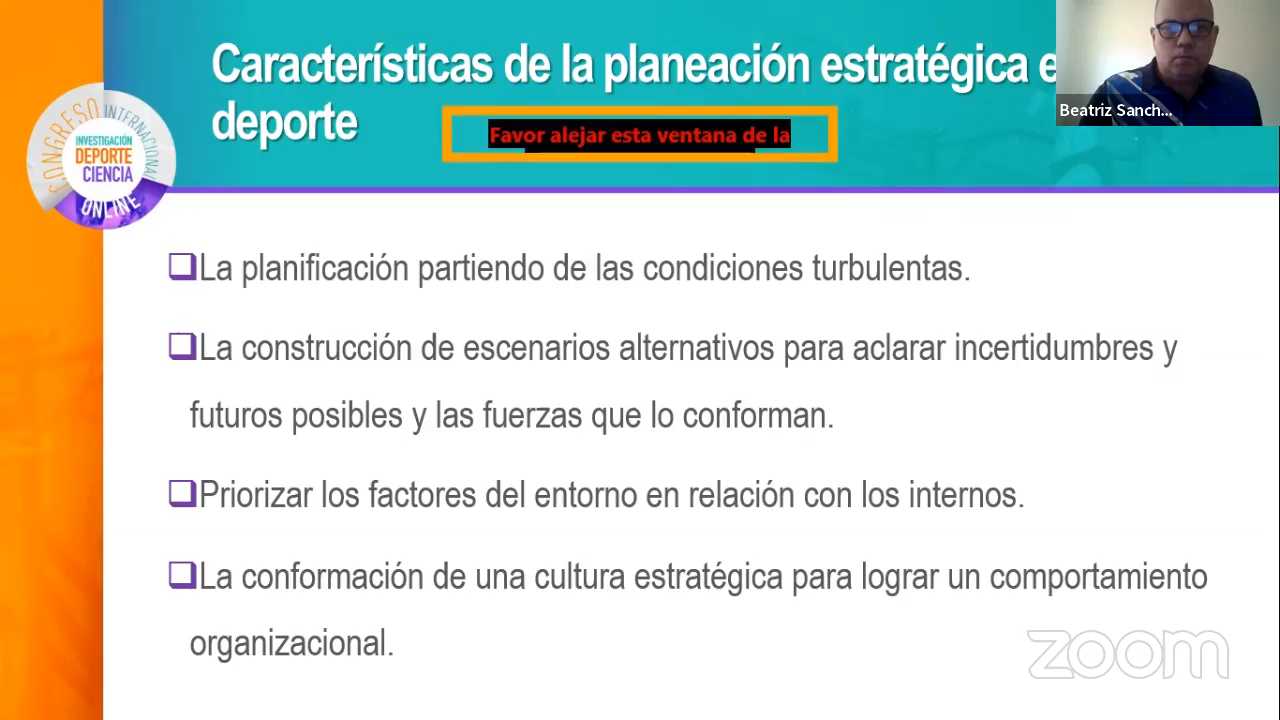 Características de la planeación estratégica e
deporte
Favor alejar esta ventana de la
Beatriz Sanch...
CONGRESO INTERNACIONAL
INVESTIGACIÓN
DEPORTE
CIENCIA
ONLINE
❑La planificación partiendo de las condiciones turbulentas.
❑La construcción de escenarios alternativos para aclarar incertidumbres y
futuros posibles y las fuerzas que lo conforman.
❑Priorizar los factores del entorno en relación con los internos.
❑La conformación de una cultura estratégica para lograr un comportamiento
organizacional.
zoom